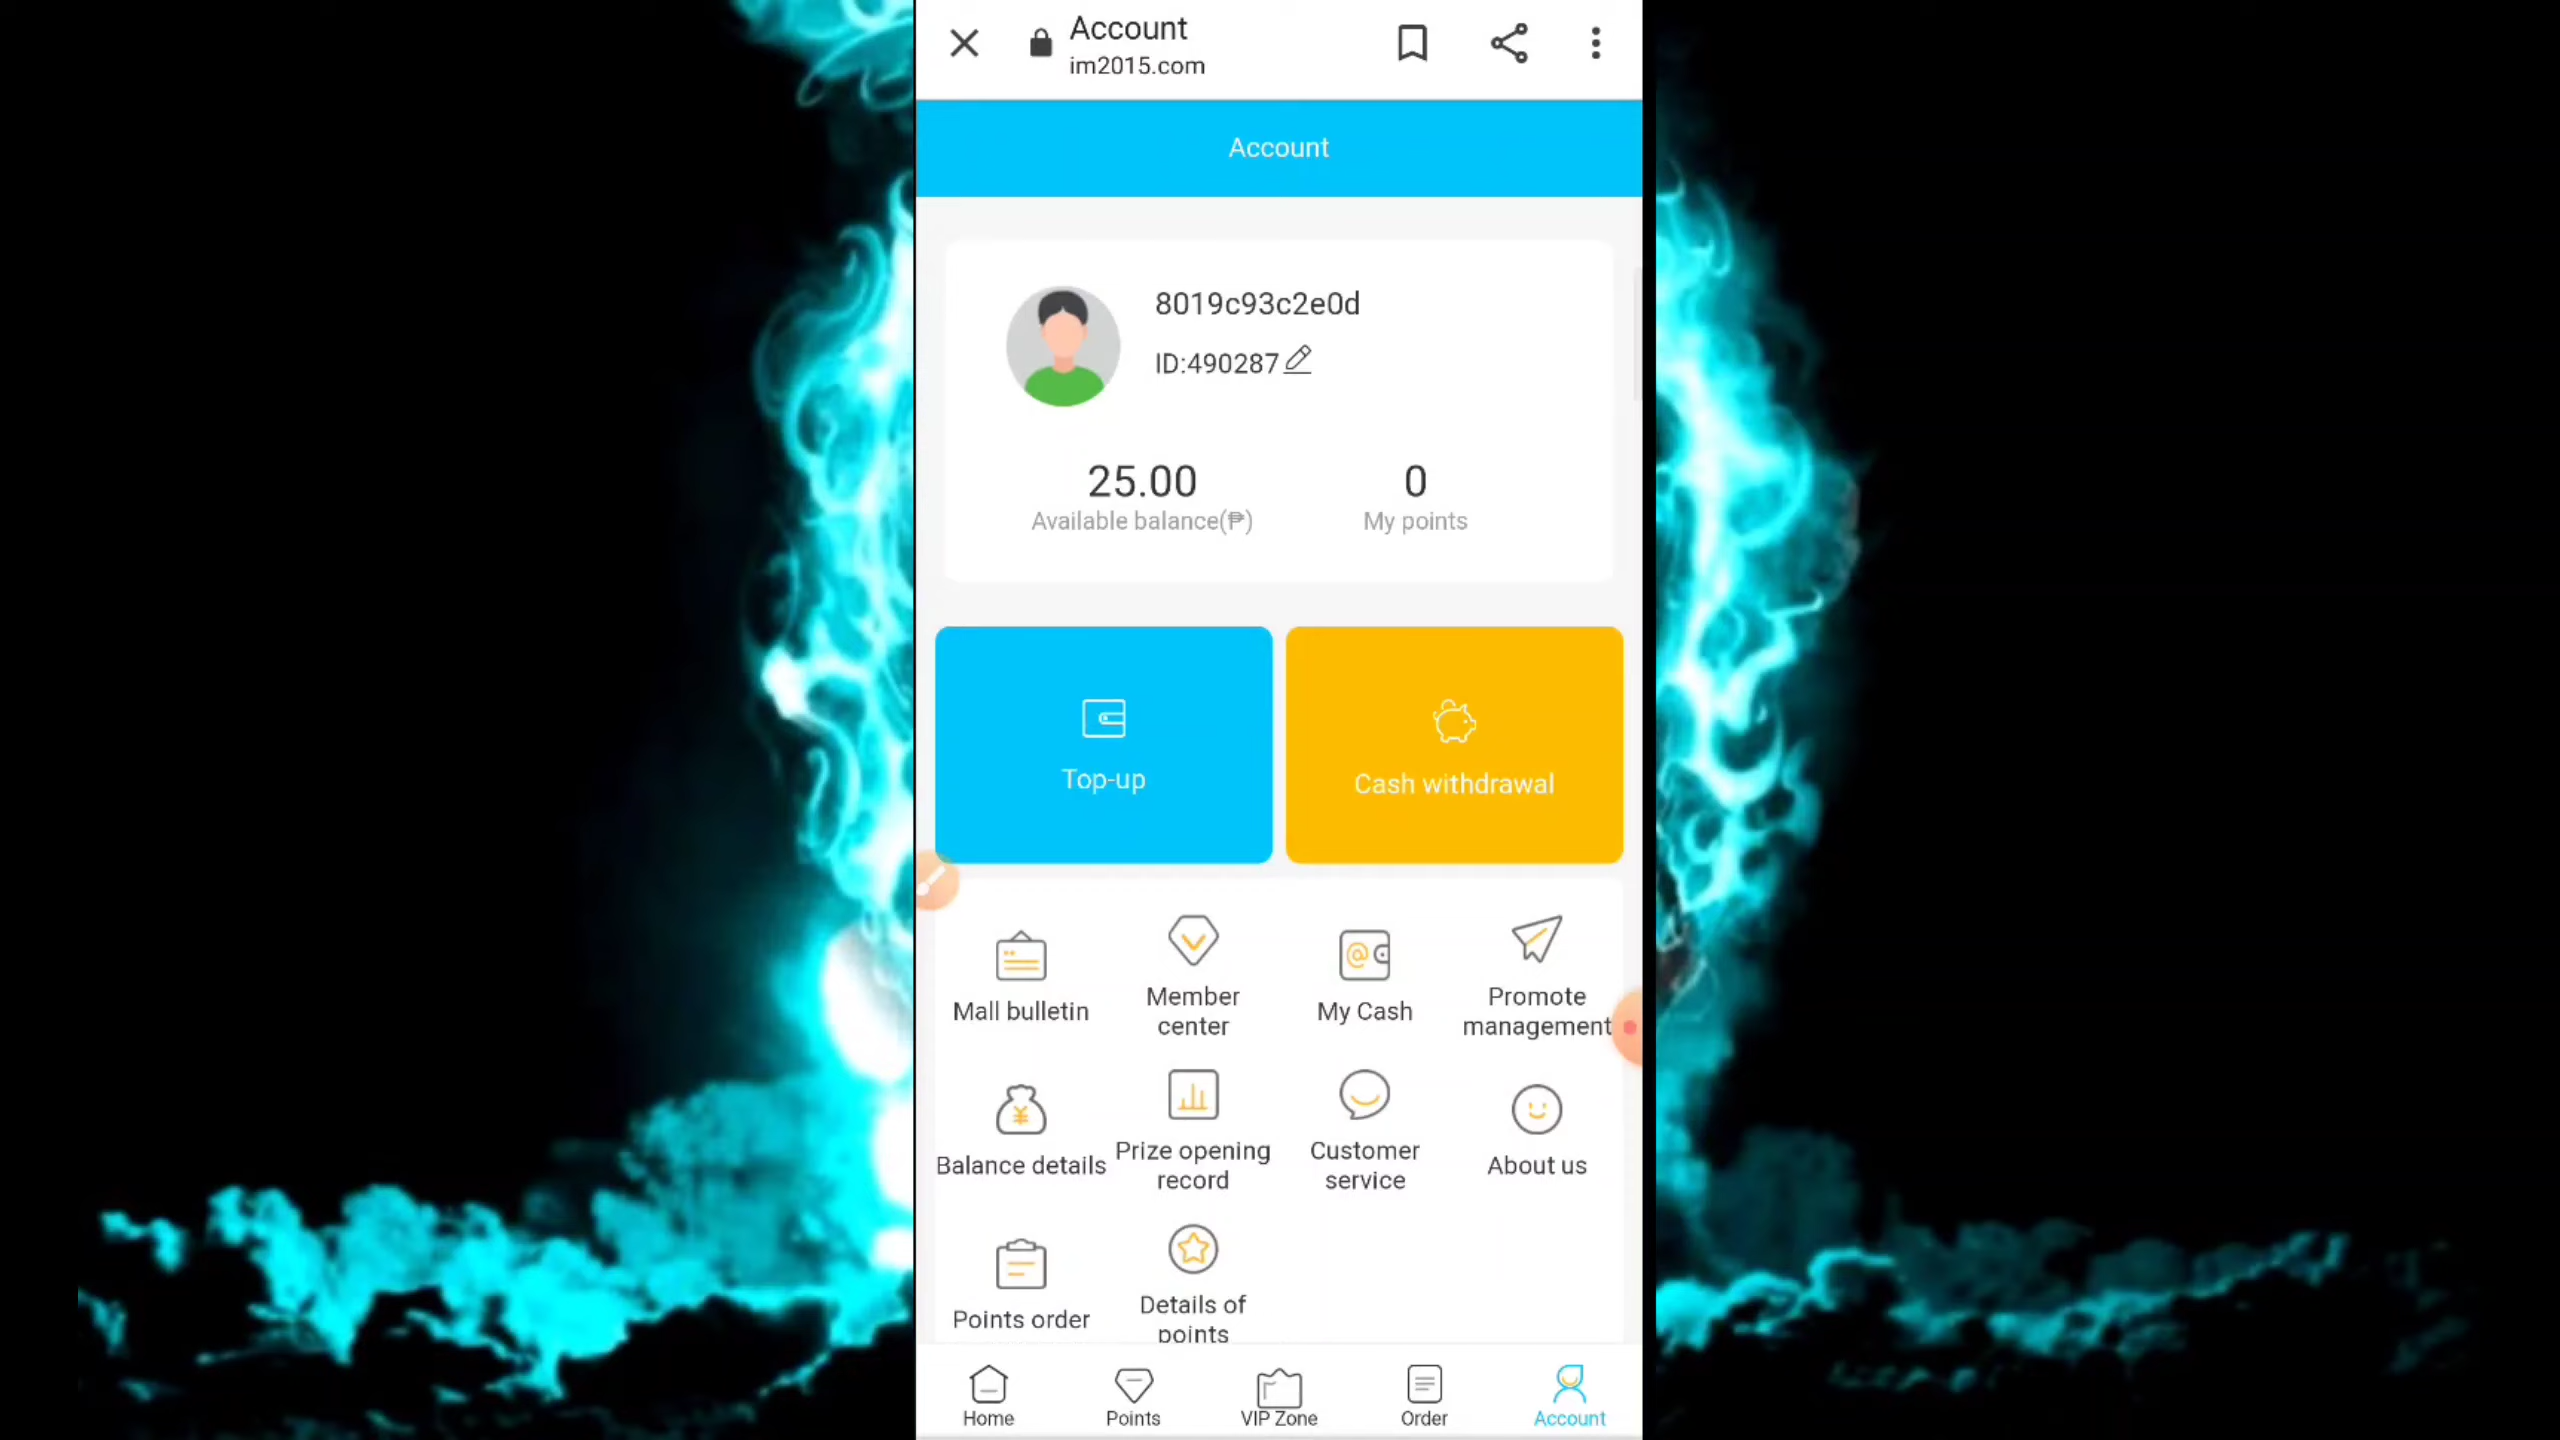 Account
im2015.com
Account
8019c93c2e0d
ID:490287
25.00
0
Available balance(₱)
My points
Top-up
Cash withdrawal
Mall bulletin
Member
center
My Cash
Promote
management
Balance details
Prize opening
record
Customer
service
About us
Points order
Details of
points
Home
Points
VIP Zone
Order
Account